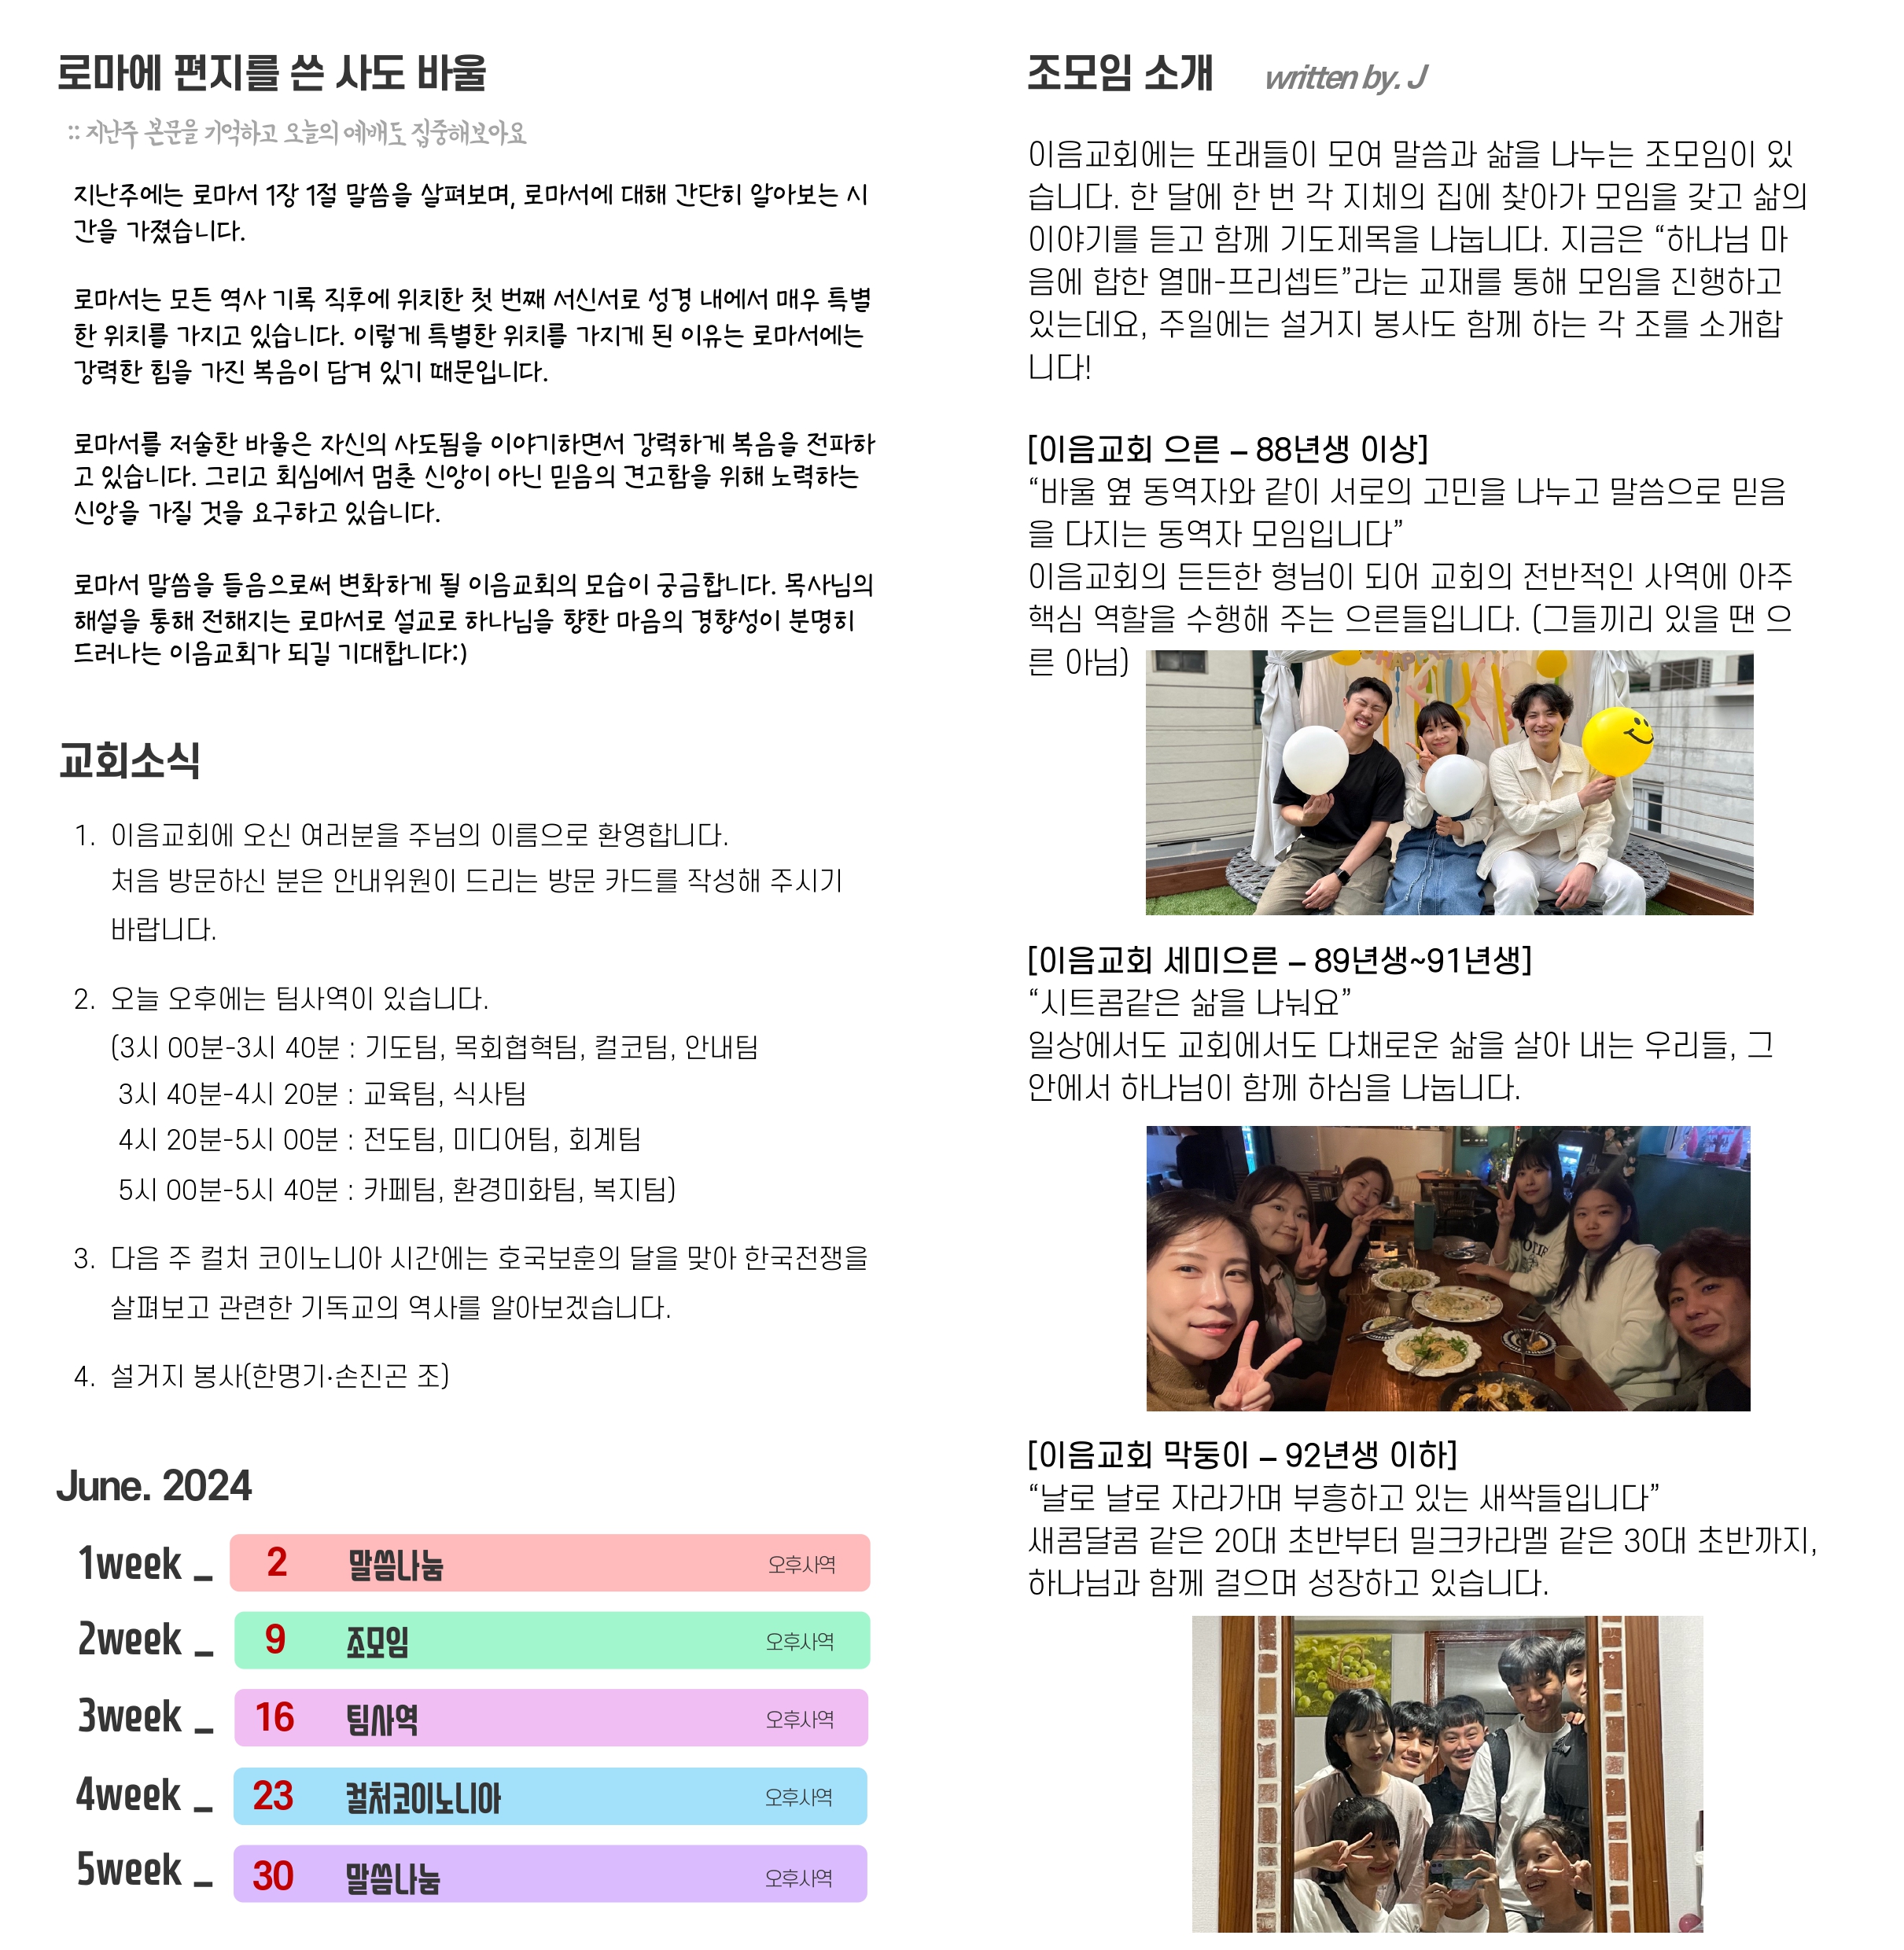 로마에 편지를 쓴 사도 바울
:: 지난주 본문을 기억하고 오늘의 예배도 집중해보아요
지난주에는 로마서 1장 1절 말씀을 살펴보며, 로마서에 대해 간단히 알아보는 시
간을 가졌습니다.
로마서는 모든 역사 기록 직후에 위치한 첫 번째 서신서로 성경 내에서 매우 특별
한 위치를 가지고 있습니다. 이렇게 특별한 위치를 가지게 된 이유는 로마서에는
강력한 힘을 가진 복음이 담겨 있기 때문입니다.
로마서를 저술한 바울은 자신의 사도됨을 이야기하면서 강력하게 복음을 전파하
고 있습니다. 그리고 회심에서 멈춘 신앙이 아닌 믿음의 견고함을 위해 노력하는
신앙을 가질 것을 요구하고 있습니다.
로마서 말씀을 들음으로써 변화하게 될 이음교회의 모습이 궁금합니다. 목사님의
해설을 통해 전해지는 로마서로 설교로 하나님을 향한 마음의 경향성이 분명히
드러나는 이음교회가 되길 기대합니다:)
교회소식
1. 이음교회에 오신 여러분을 주님의 이름으로 환영합니다.
처음 방문하신 분은 안내위원이 드리는 방문 카드를 작성해 주시기
바랍니다.
2. 오늘 오후에는 팀사역이 있습니다.
(3시 00분-3시 40분 : 기도팀, 목회협혁팀, 컬코팀, 안내팀
3시 40분-4시 20분 : 교육팀, 식사팀
4시 20분-5시 00분 : 전도팀, 미디어팀, 회계팀
5시 00분-5시 40분 : 카페팀, 환경미화팀, 복지팀)
3. 다음 주 컬처 코이노니아 시간에는 호국보훈의 달을 맞아 한국전쟁을
살펴보고 관련한 기독교의 역사를 알아보겠습니다.
4. 설거지 봉사(한명기·손진곤 조)
June. 2024
1week _ 2 말씀나눔 오후사역
2week _ 9 조모임 오후사역
3week _ 16 팀사역 오후사역
4week _ 23 컬처코이노니아 오후사역
5week _ 30 말씀나눔 오후사역
조모임 소개 written by. J
이음교회에는 또래들이 모여 말씀과 삶을 나누는 조모임이 있
습니다. 한 달에 한 번 각 지체의 집에 찾아가 모임을 갖고 삶의
이야기를 듣고 함께 기도제목을 나눕니다. 지금은 “하나님 마
음에 합한 열매-프리셉트”라는 교재를 통해 모임을 진행하고
있는데요, 주일에는 설거지 봉사도 함께 하는 각 조를 소개합
니다!
[이음교회 으른 – 88년생 이상]
“바울 옆 동역자와 같이 서로의 고민을 나누고 말씀으로 믿음
을 다지는 동역자 모임입니다”
이음교회의 든든한 형님이 되어 교회의 전반적인 사역에 아주
핵심 역할을 수행해 주는 으른들입니다. (그들끼리 있을 땐 으
른 아님)
[이음교회 세미으른 – 89년생~91년생]
“시트콤같은 삶을 나눠요”
일상에서도 교회에서도 다채로운 삶을 살아 내는 우리들, 그
안에서 하나님이 함께 하심을 나눕니다.
[이음교회 막둥이 – 92년생 이하]
“날로 날로 자라가며 부흥하고 있는 새싹들입니다”
새콤달콤 같은 20대 초반부터 밀크카라멜 같은 30대 초반까지,
하나님과 함께 걸으며 성장하고 있습니다.